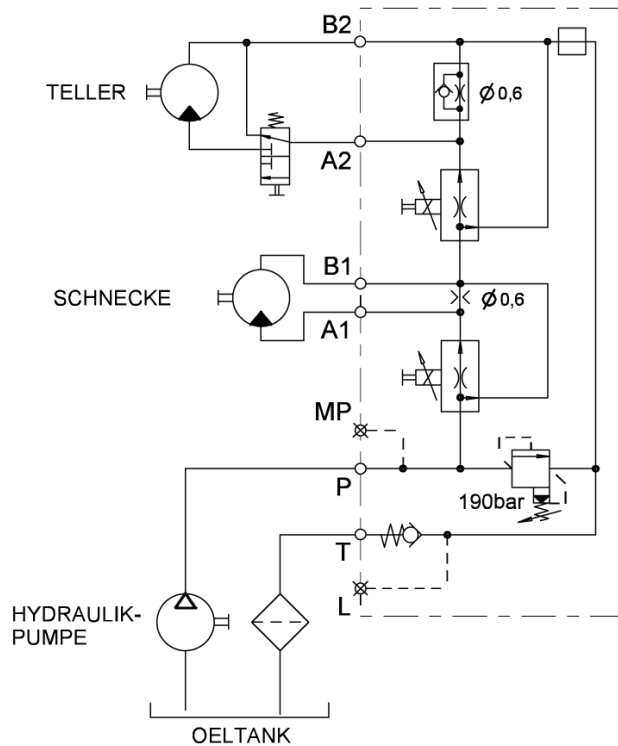 B2
TELLER
Ø0,6
A2
B1
SCHNECKE
Ø0,6
A1
MP
P
190bar
T
L
HYDRAULIK-
PUMPE
OELTANK